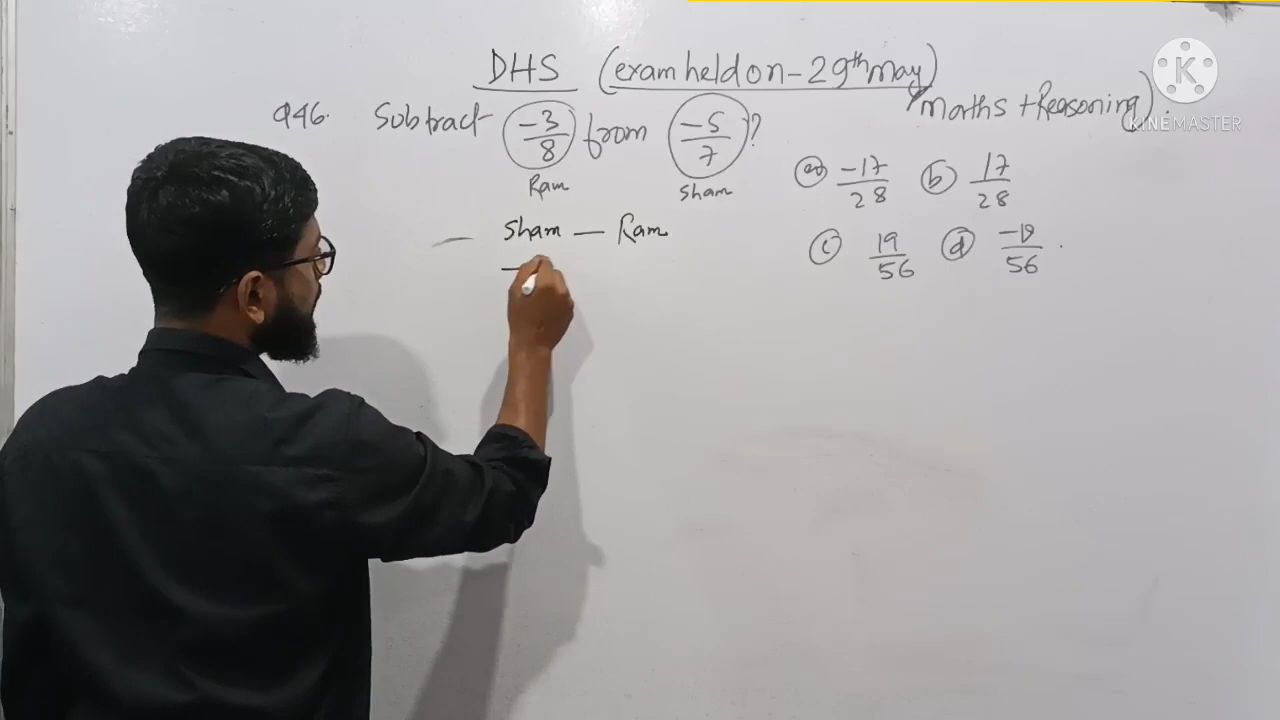 DHS (exam held on - 29th May)
Maths + Reasoning).
Q46. Subtract -3/8 from -5/7?
Ram
Sham
(a) -17/28 (b) 17/28
(c) 19/56 (d) -19/56.
— Sham — Ram
K
KINEMASTER